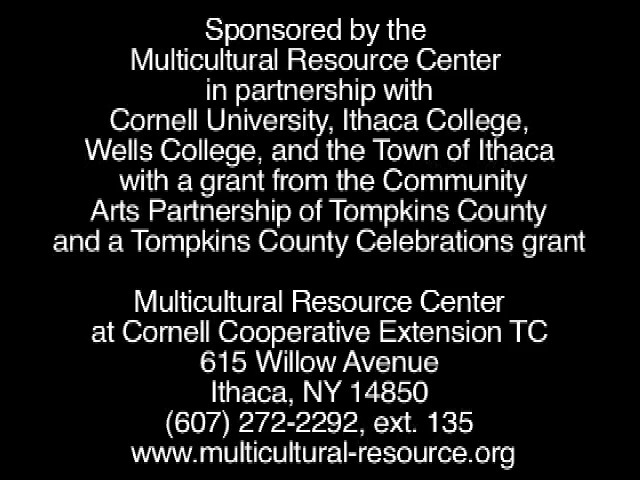 Sponsored by the
Multicultural Resource Center
in partnership with
Cornell University, Ithaca College,
Wells College, and the Town of Ithaca
with a grant from the Community
Arts Partnership of Tompkins County
and a Tompkins County Celebrations grant
Multicultural Resource Center
at Cornell Cooperative Extension TC
615 Willow Avenue
Ithaca, NY 14850
(607) 272-2292, ext. 135
www.multicultural-resource.org